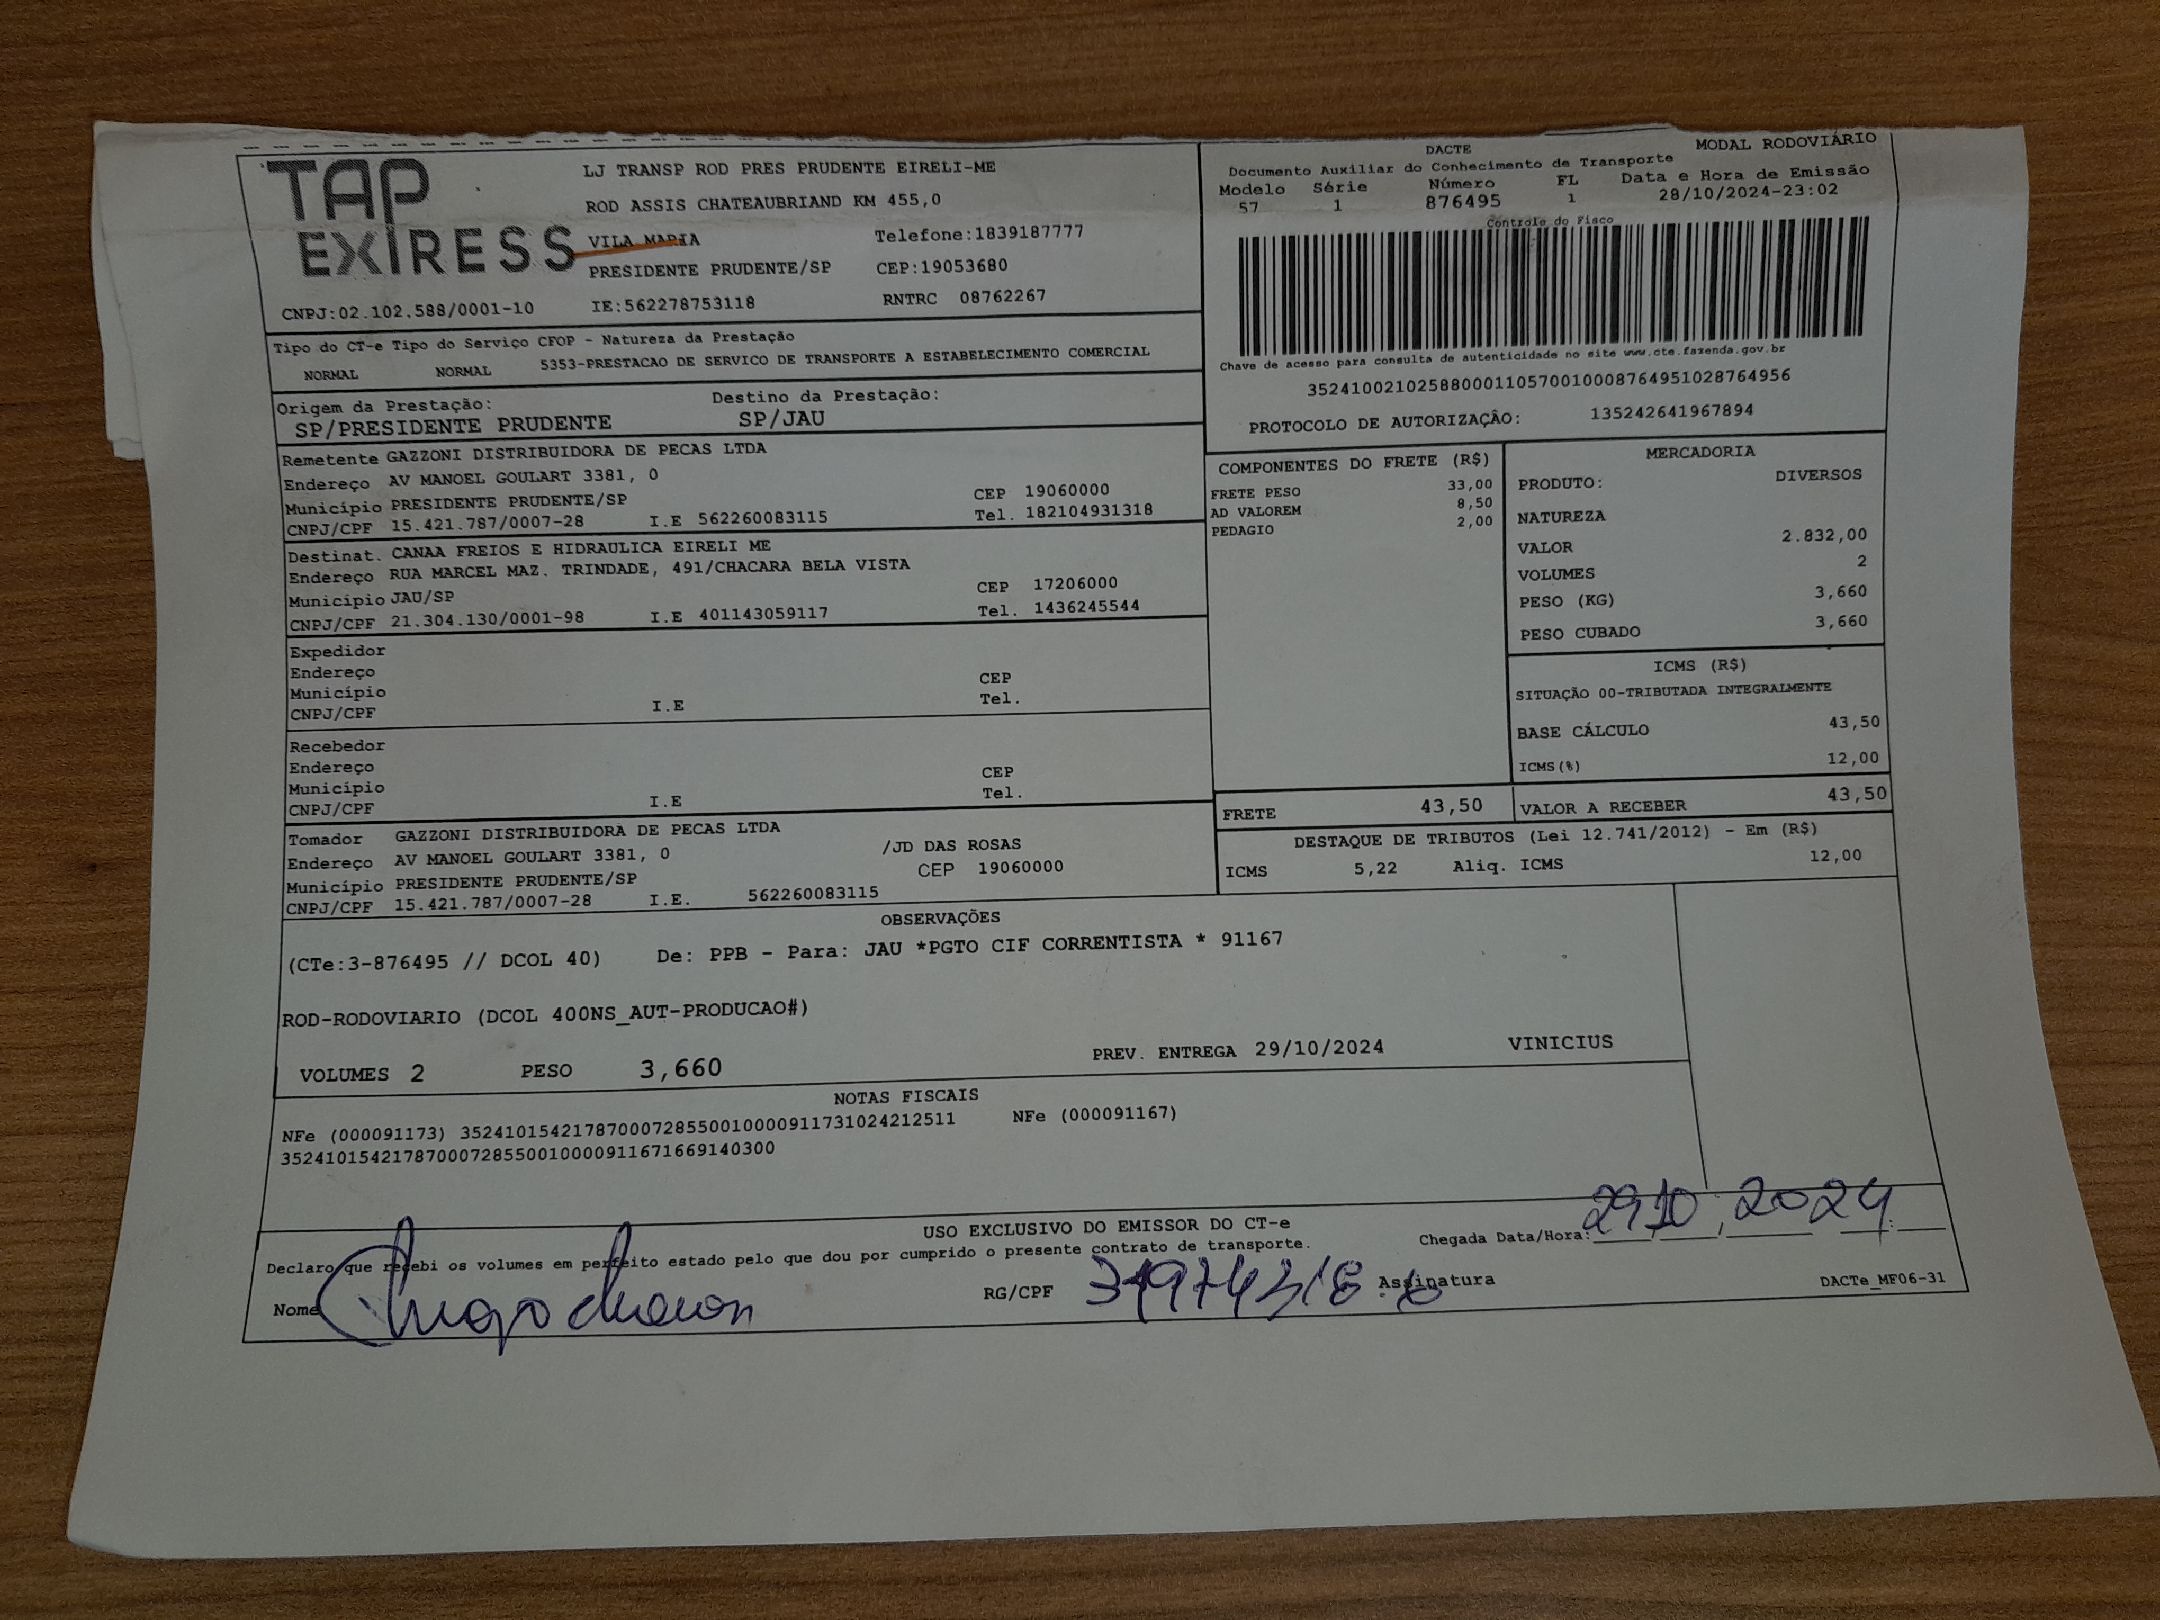 DACTE
MODAL RODOVIÁRIO
TAP
EXPRESS
LJ TRANSP ROD PRES PRUDENTE EIRELI-ME
ROD ASSIS CHATEAUBRIAND KM 455,0
VILA MARIA Telefone:1839187777
PRESIDENTE PRUDENTE/SP CEP:19053680
CNPJ:02.102.588/0001-10 IE:562278753118 RNTRC 08762267
Documento Auxiliar do Conhecimento de Transporte
Modelo Série Número FL Data e Hora de Emissão
57 1 876495 1 28/10/2024-23:02
Controle do Fisco
Chave de acesso para consulta de autenticidade no site www.cte.fazenda.gov.br
35241002102588000110570010008764951028764956
PROTOCOLO DE AUTORIZAÇÃO: 135242641967894
Tipo do CT-e Tipo do Serviço CFOP - Natureza da Prestação
NORMAL NORMAL 5353-PRESTACAO DE SERVICO DE TRANSPORTE A ESTABELECIMENTO COMERCIAL
Origem da Prestação: Destino da Prestação:
SP/PRESIDENTE PRUDENTE SP/JAU
Remetente GAZZONI DISTRIBUIDORA DE PECAS LTDA
Endereço AV MANOEL GOULART 3381, 0
Município PRESIDENTE PRUDENTE/SP CEP 19060000
CNPJ/CPF 15.421.787/0007-28 I.E 562260083115 Tel. 182104931318
Destinat. CANAA FREIOS E HIDRAULICA EIRELI ME
Endereço RUA MARCEL MAZ. TRINDADE, 491/CHACARA BELA VISTA
Município JAU/SP CEP 17206000
CNPJ/CPF 21.304.130/0001-98 I.E 401143059117 Tel. 1436245544
Expedidor
Endereço
Município CEP
CNPJ/CPF I.E Tel.
Recebedor
Endereço
Município CEP
CNPJ/CPF I.E Tel.
Tomador GAZZONI DISTRIBUIDORA DE PECAS LTDA
Endereço AV MANOEL GOULART 3381, 0 /JD DAS ROSAS
Município PRESIDENTE PRUDENTE/SP CEP 19060000
CNPJ/CPF 15.421.787/0007-28 I.E. 562260083115
COMPONENTES DO FRETE (R$)
FRETE PESO 33,00
AD VALOREM 8,50
PEDAGIO 2,00
MERCADORIA
PRODUTO: DIVERSOS
NATUREZA
VALOR 2.832,00
VOLUMES 2
PESO (KG) 3,660
PESO CUBADO 3,660
ICMS (R$)
SITUAÇÃO 00-TRIBUTADA INTEGRALMENTE
BASE CÁLCULO 43,50
ICMS(%) 12,00
FRETE 43,50 VALOR A RECEBER 43,50
DESTAQUE DE TRIBUTOS (Lei 12.741/2012) - Em (R$)
ICMS 5,22 Aliq. ICMS 12,00
OBSERVAÇÕES
(CTe:3-876495 // DCOL 40) De: PPB - Para: JAU *PGTO CIF CORRENTISTA * 91167
ROD-RODOVIARIO (DCOL 400NS_AUT-PRODUCAO#)
VOLUMES 2 PESO 3,660 PREV. ENTREGA 29/10/2024 VINICIUS
NOTAS FISCAIS
NFe (000091173) 35241015421787000728550010000911731024212511 NFe (000091167)
35241015421787000728550010000911671669140300
USO EXCLUSIVO DO EMISSOR DO CT-e
Declaro que recebi os volumes em perfeito estado pelo que dou por cumprido o presente contrato de transporte.
Chegada Data/Hora: 29 10 2024
Nome RG/CPF Assinatura DACTe_MF06-31